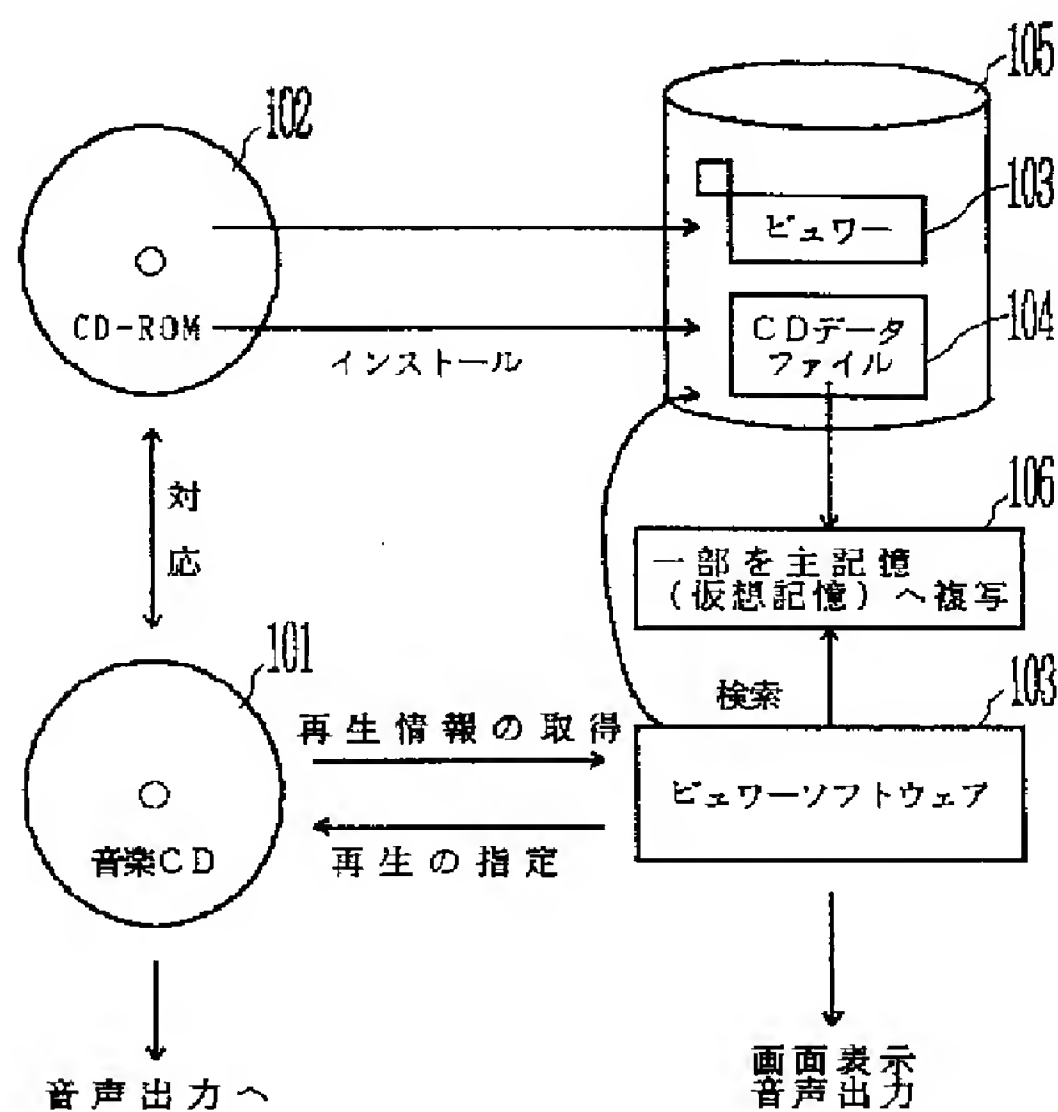 105
102
103
ビュワー
CD-ROM
インストール
CDデータ
ファイル
104
対
応
106
一部を主記憶
(仮想記憶)へ複写
101
検索
103
再生情報の取得
ビュワーソフトウェア
音楽CD
再生の指定
音声出力へ
画面表示
音声出力